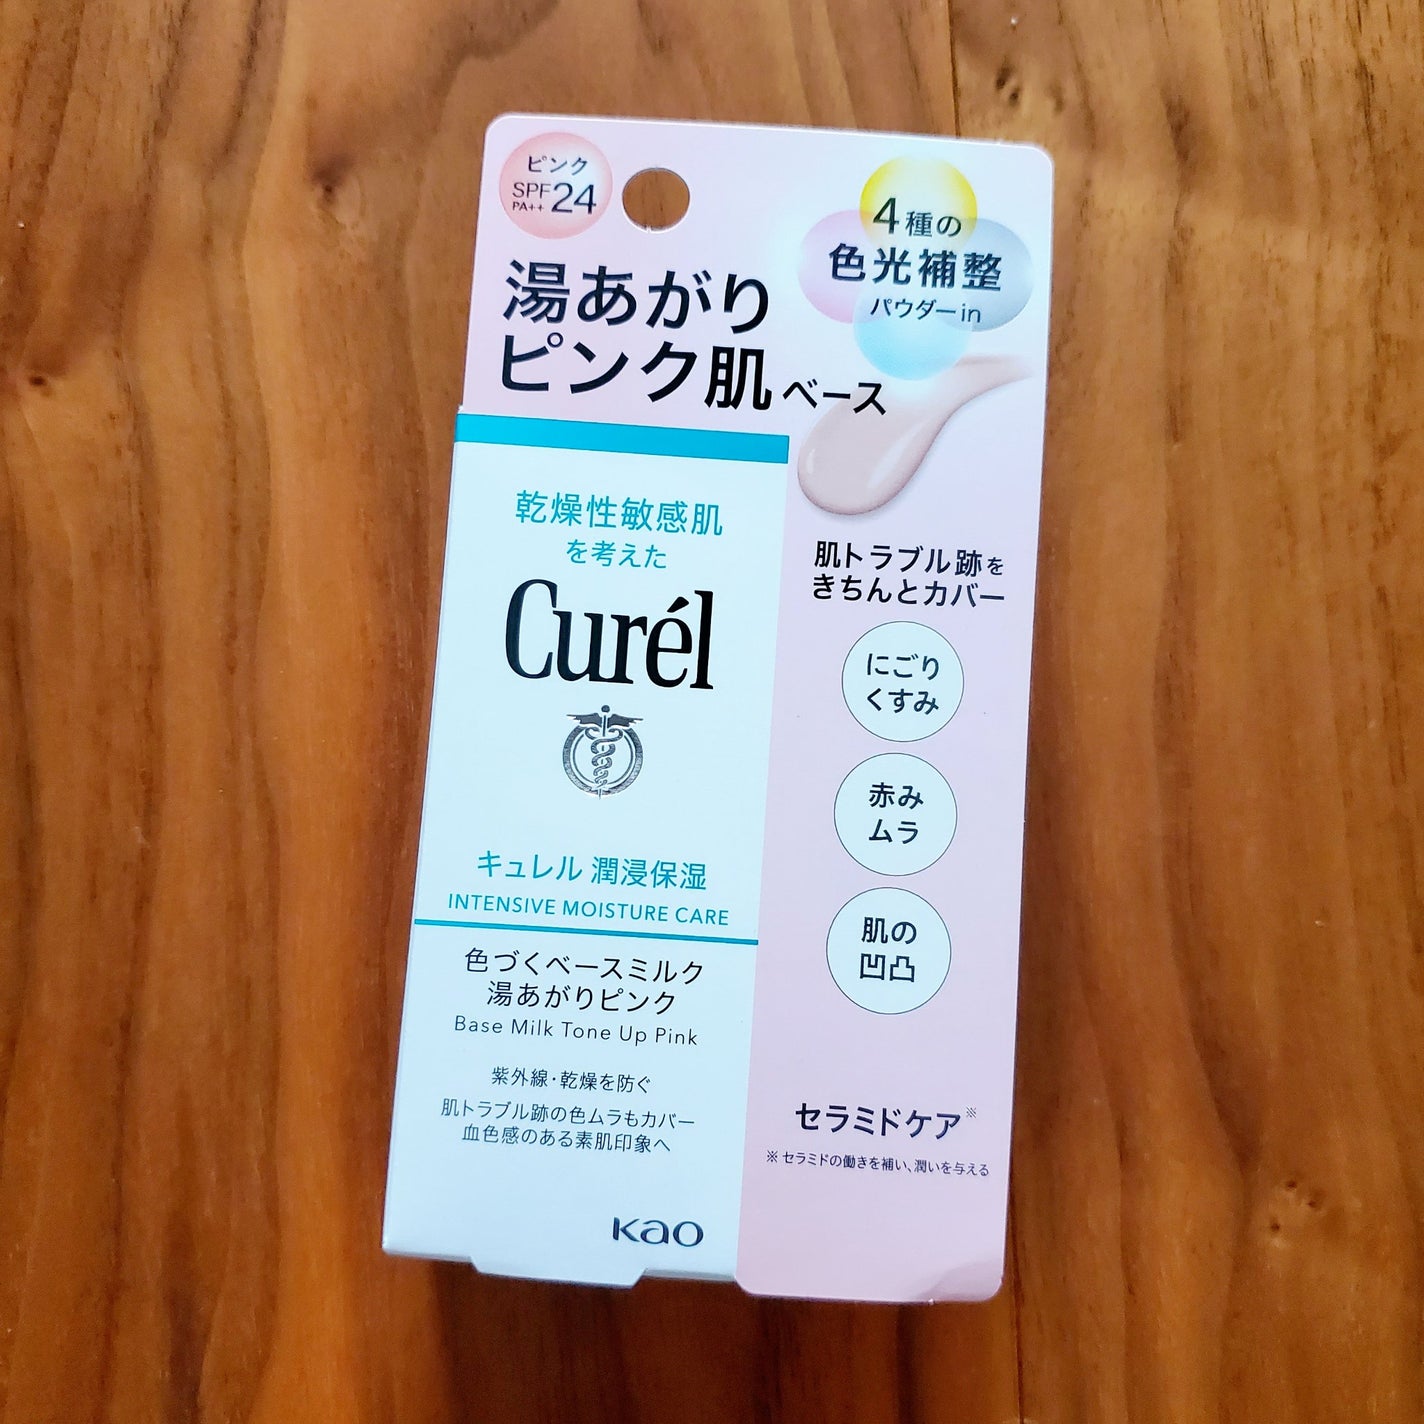 ピンク
SPF24
PA++
4種の
色光補整
パウダーin
湯あがり
ピンク肌ベース
乾燥性敏感肌
を考えた
Curél
キュレル 潤浸保湿
INTENSIVE MOISTURE CARE
色づくベースミルク
湯あがりピンク
Base Milk Tone Up Pink
紫外線・乾燥を防ぐ
肌トラブル跡の色ムラもカバー
血色感のある素肌印象へ
Kao
肌トラブル跡を
きちんとカバー
にごり
くすみ
赤み
ムラ
肌の
凹凸
セラミドケア※
※ セラミドの働きを補い、潤いを与える